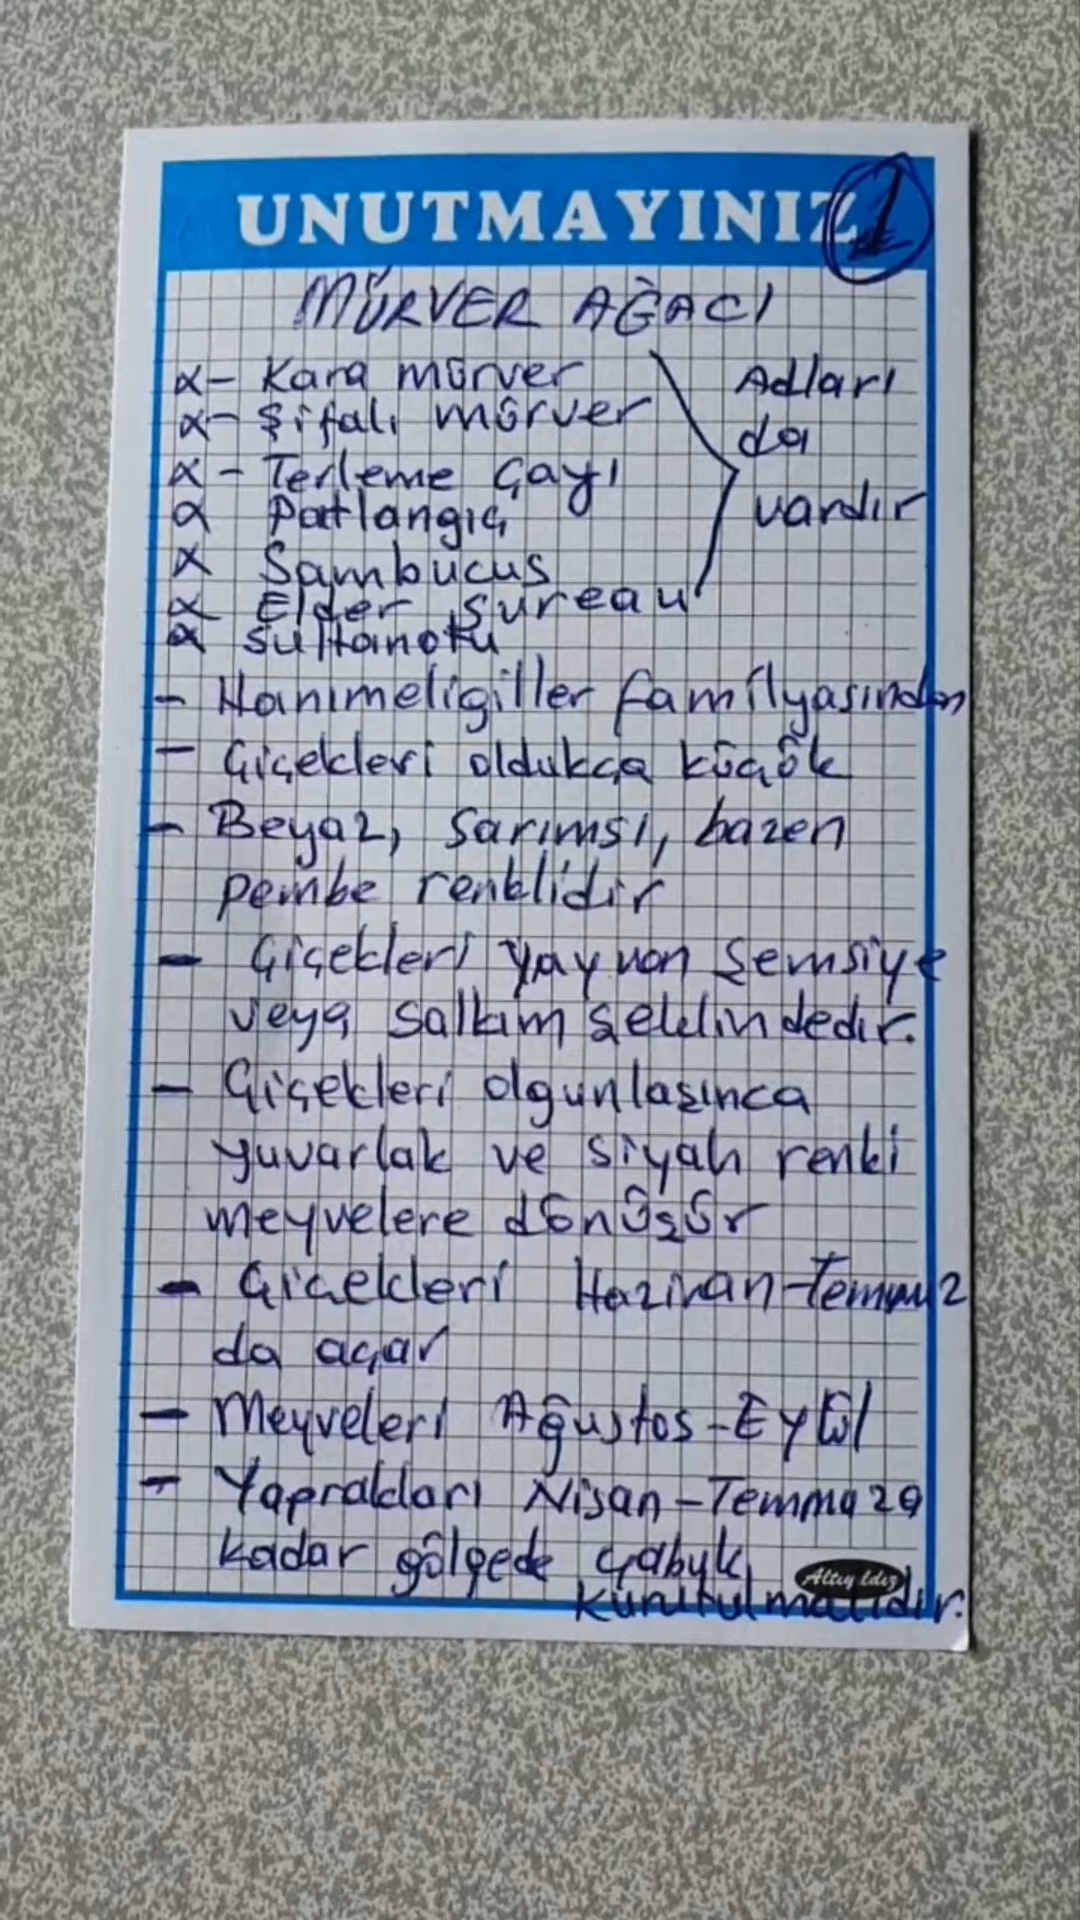 UNUTMAYINIZ
1
MÜRVER AĞACI
α- Kara mürver
α- Şifalı mürver
α- Terleme çayı
α Patlangıç
α Sambucus
α Elder sureau
α Sultanotu
Adları
da
vardır
- Hanımeligiller familyasından
- Çiçekleri oldukça küçük
- Beyaz, sarımsı, bazen
pembe renklidir
- Çiçekleri yayvan şemsiye
veya salkım şeklindedir.
- Çiçekleri olgunlaşınca
yuvarlak ve siyah renki
meyvelere dönüşür
- Çiçekleri Haziran-Temmuz
da açar
- Meyveleri Ağustos-Eylül
- Yaprakları Nisan-Temmuza
kadar gölgede çabuk
kurutulmalıdır.
Altıyıldız